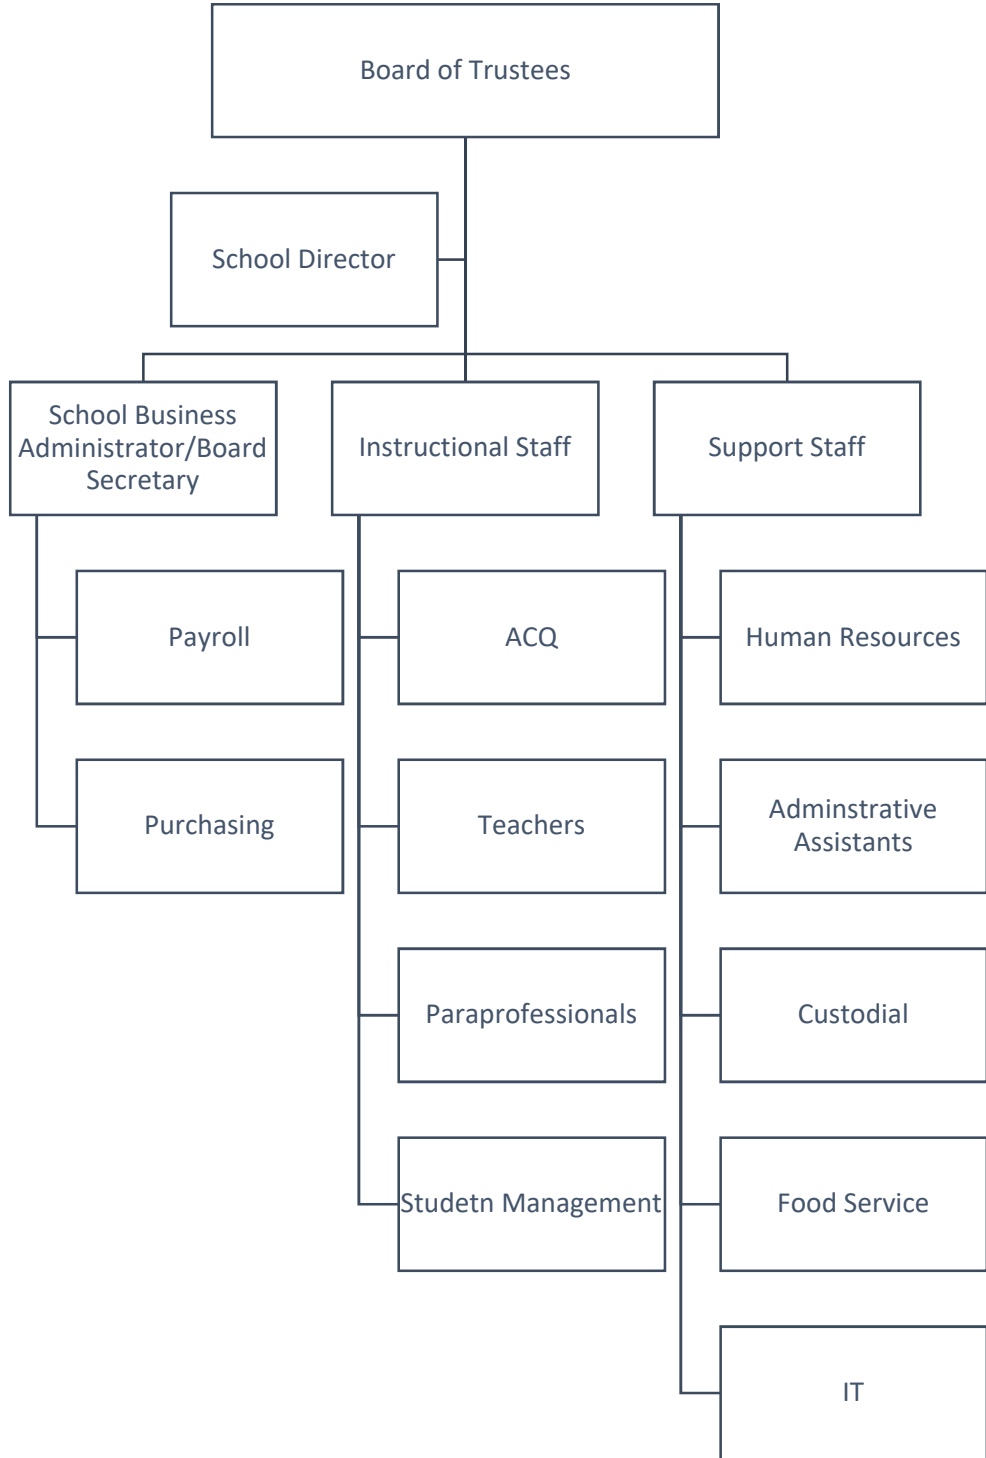 Board of Trustees
School Director
School Business
Administrator/Board
Secretary
Instructional Staff
Support Staff
Payroll
ACQ
Human Resources
Purchasing
Teachers
Adminstrative
Assistants
Paraprofessionals
Custodial
Studetn Management
Food Service
IT